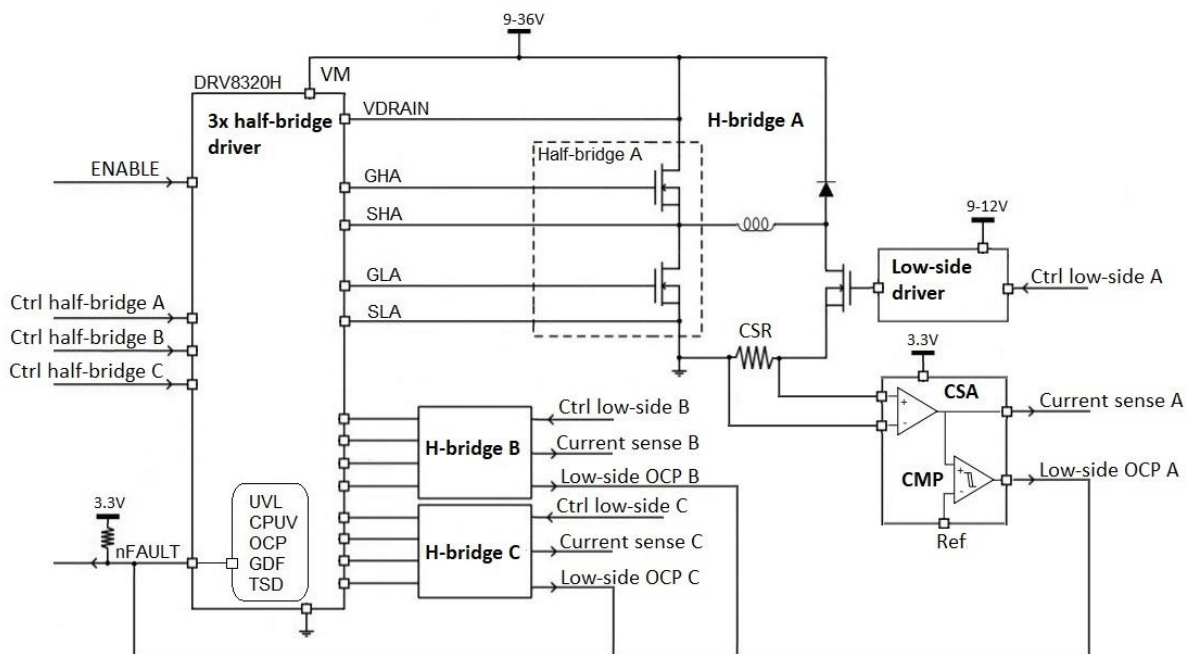 9-36V
DRV8320H
VM
3x half-bridge
driver
VDRAIN
H-bridge A
Half-bridge A
ENABLE
GHA
SHA
9-12V
Low-side
driver
Ctrl low-side A
GLA
Ctrl half-bridge A
SLA
Ctrl half-bridge B
CSR
3.3V
Ctrl half-bridge C
CSA
+
-
Current sense A
Ctrl low-side B
H-bridge B
Current sense B
CMP
+
-
Low-side OCP A
Low-side OCP B
Ref
3.3V
UVL
CPUV
OCP
GDF
TSD
nFAULT
Ctrl low-side C
H-bridge C
Current sense C
Low-side OCP C